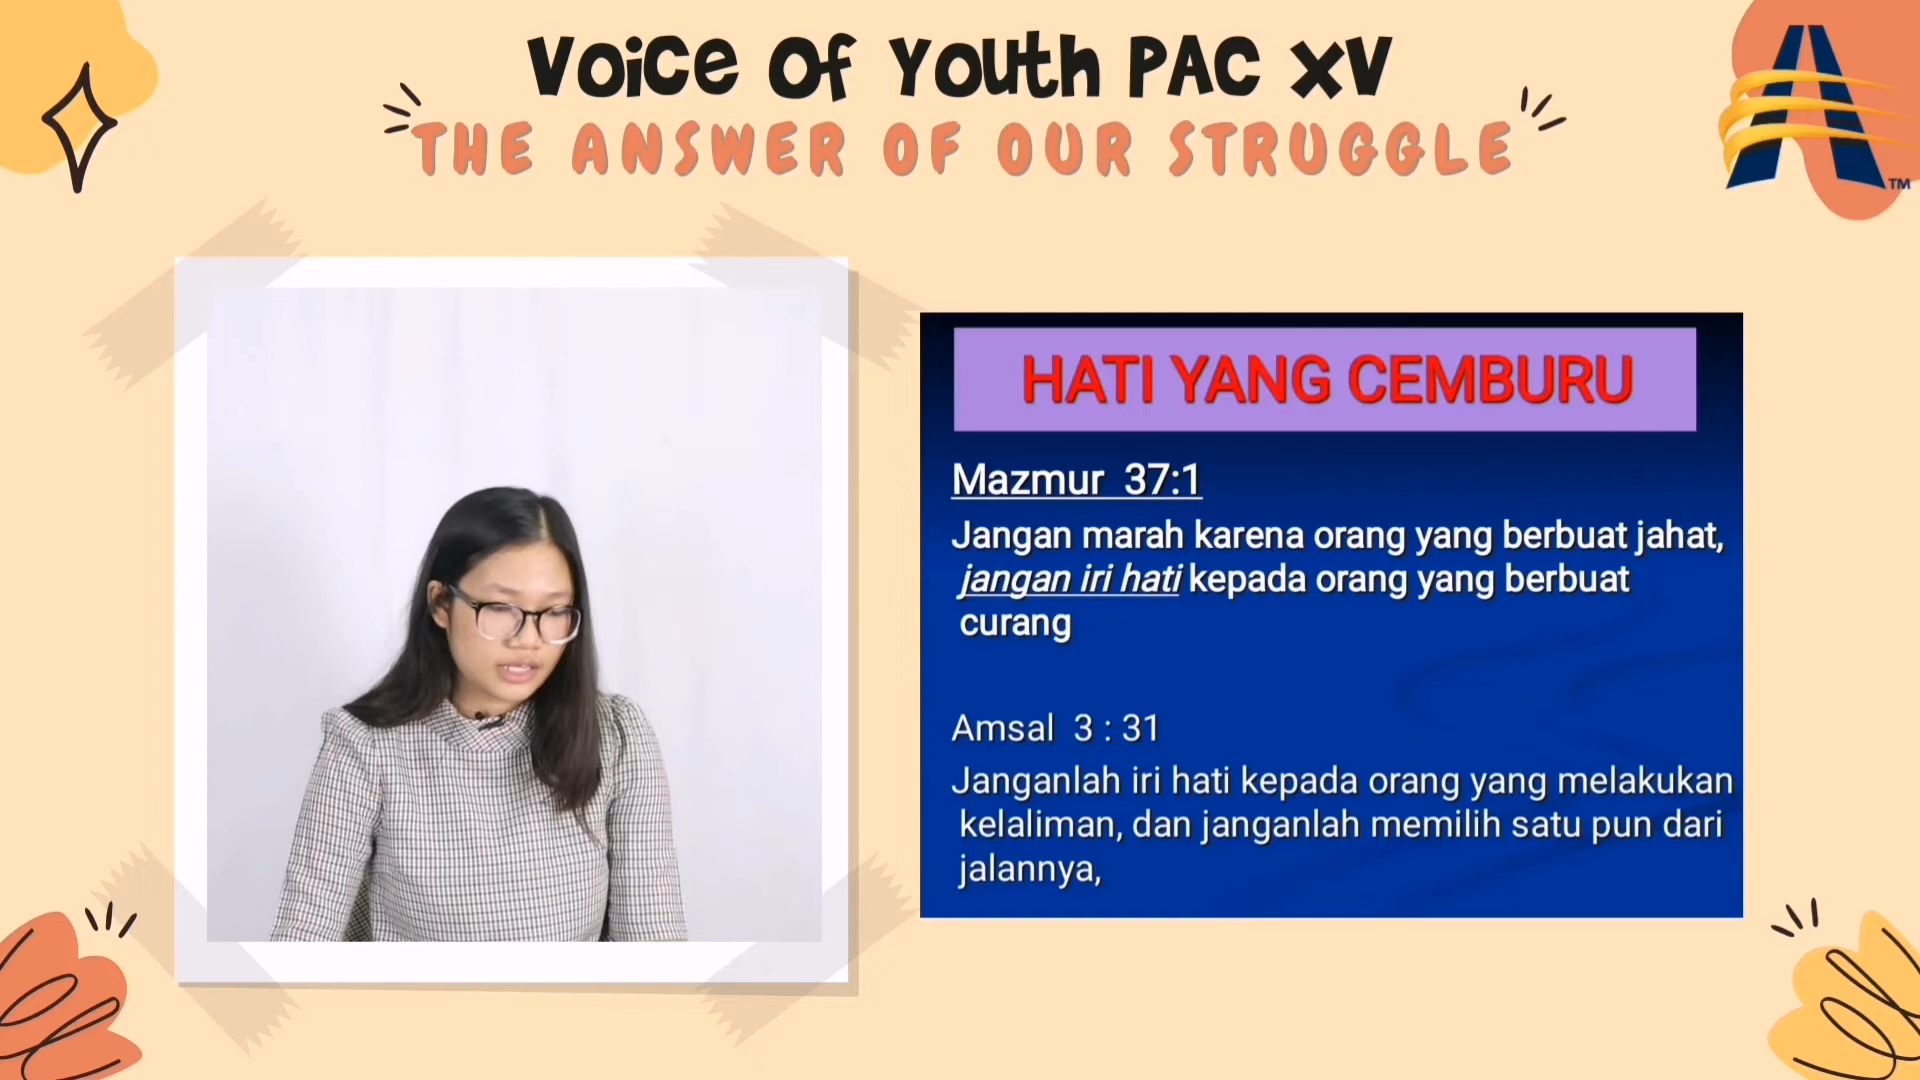 Voice of Youth PAC XV
THE ANSWER OF OUR STRUGGLE
TM
HATI YANG CEMBURU
Mazmur 37:1
Jangan marah karena orang yang berbuat jahat,
jangan iri hati kepada orang yang berbuat
curang
Amsal 3 : 31
Janganlah iri hati kepada orang yang melakukan
kelaliman, dan janganlah memilih satu pun dari
jalannya,